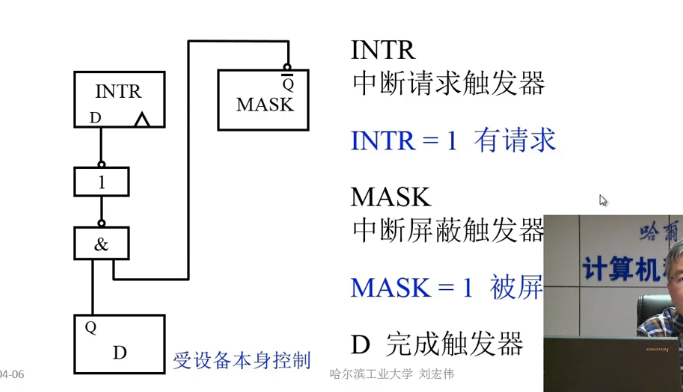 INTR
D
1
&
Q
D
受设备本身控制
Q̅
MASK
INTR
中断请求触发器
INTR = 1 有请求
MASK
中断屏蔽触发器
MASK = 1 被屏
D 完成触发器
04-06
哈尔滨工业大学 刘宏伟
哈
计算机